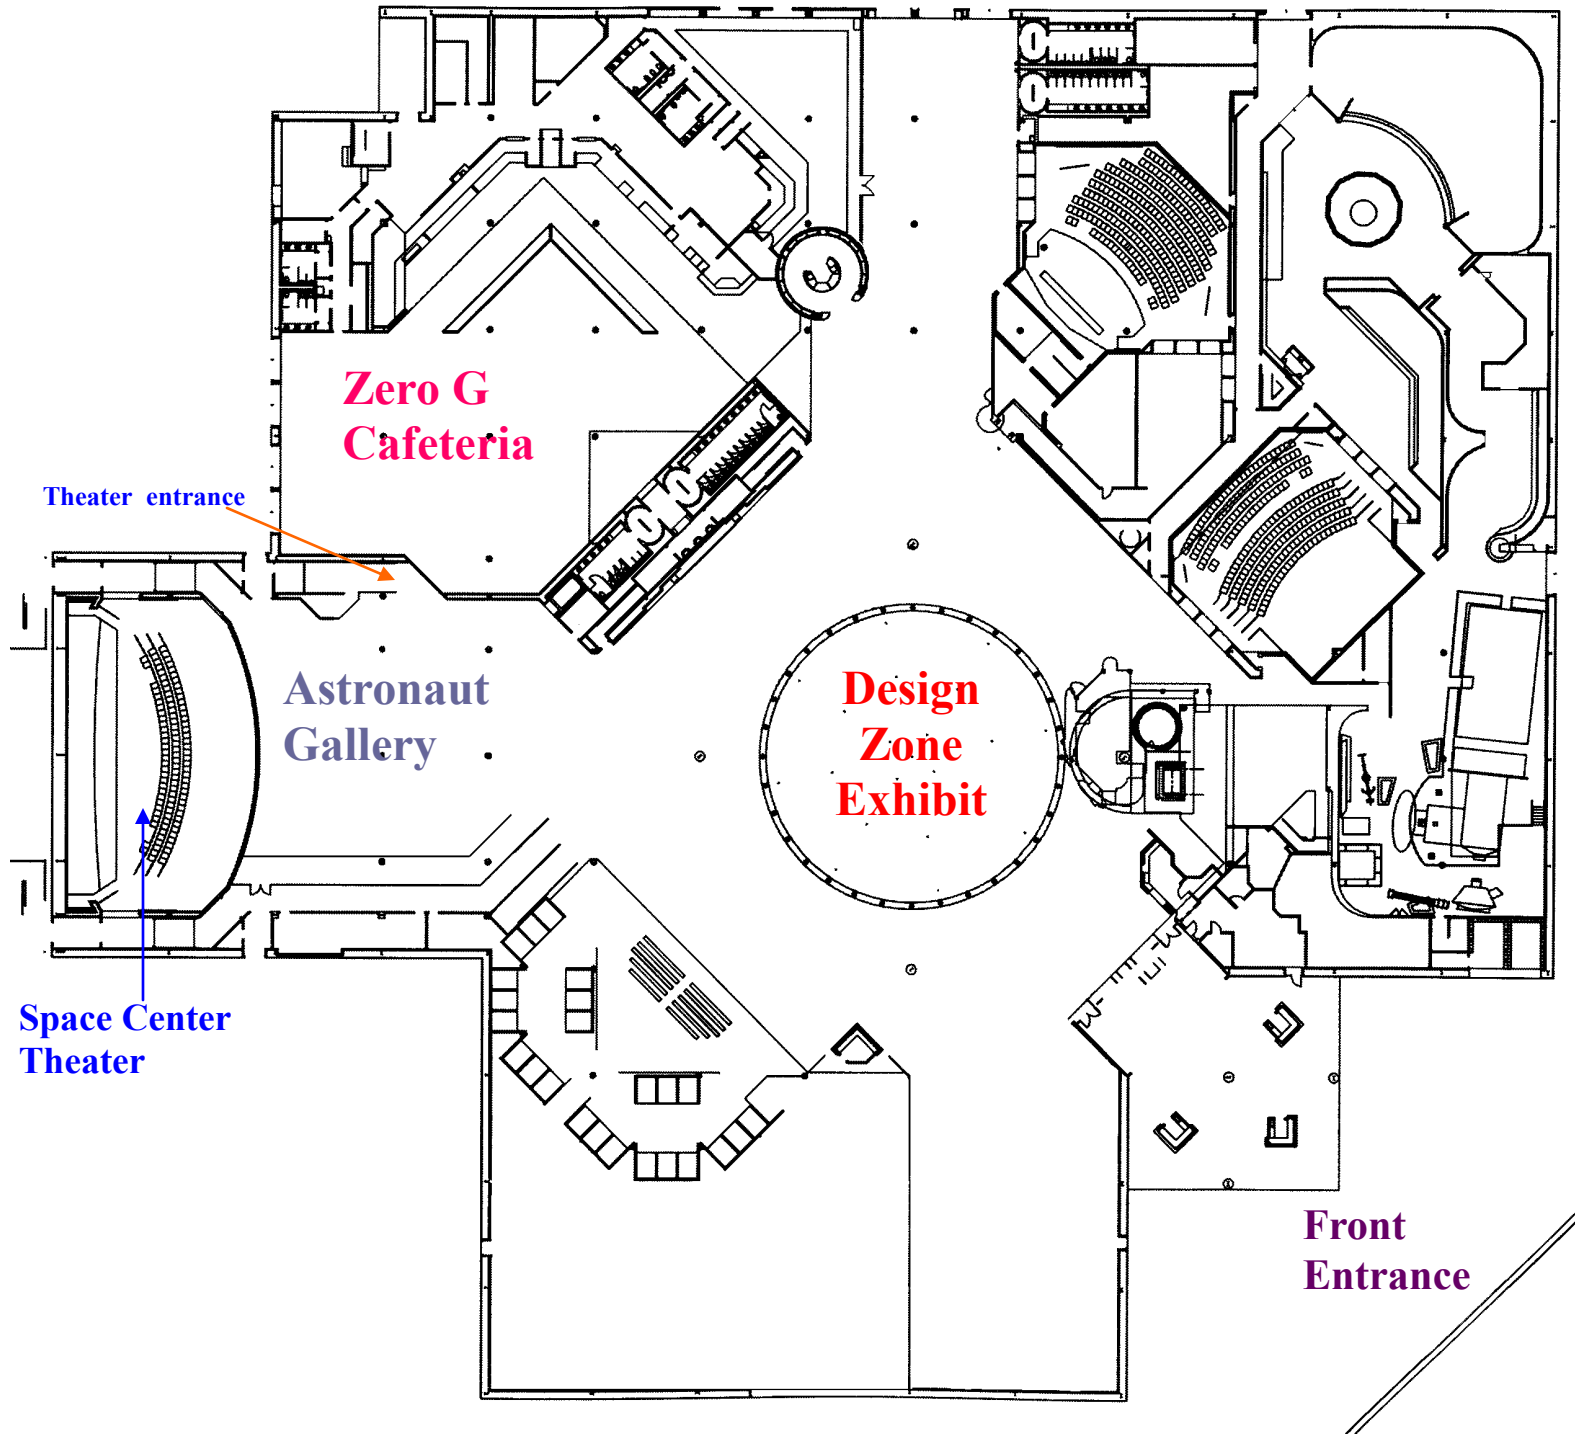 Zero G
Cafeteria
Theater entrance
Astronaut
Gallery
Design
Zone
Exhibit
Space Center
Theater
Front
Entrance